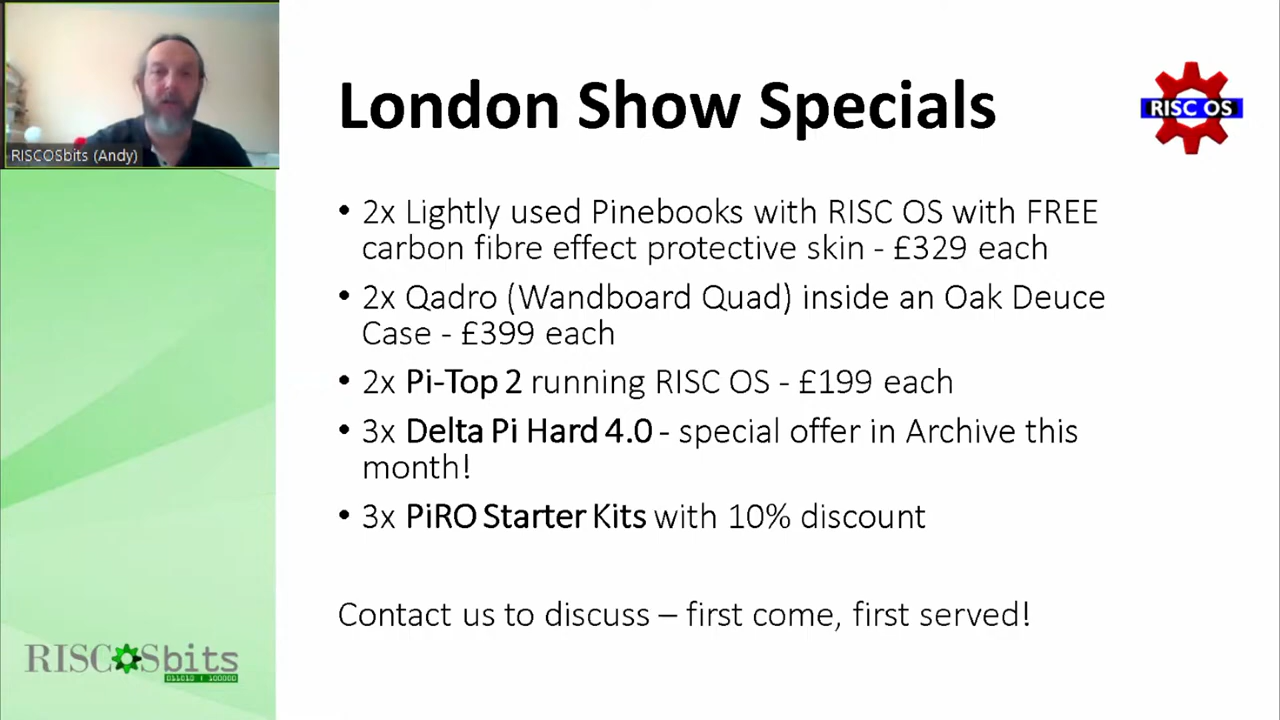 RISCOSbits (Andy)
London Show Specials
RISC OS
• 2x Lightly used Pinebooks with RISC OS with FREE
carbon fibre effect protective skin - £329 each
• 2x Qadro (Wandboard Quad) inside an Oak Deuce
Case - £399 each
• 2x Pi-Top 2 running RISC OS - £199 each
• 3x Delta Pi Hard 4.0 - special offer in Archive this
month!
• 3x PiRO Starter Kits with 10% discount
Contact us to discuss – first come, first served!
RISCOSbits